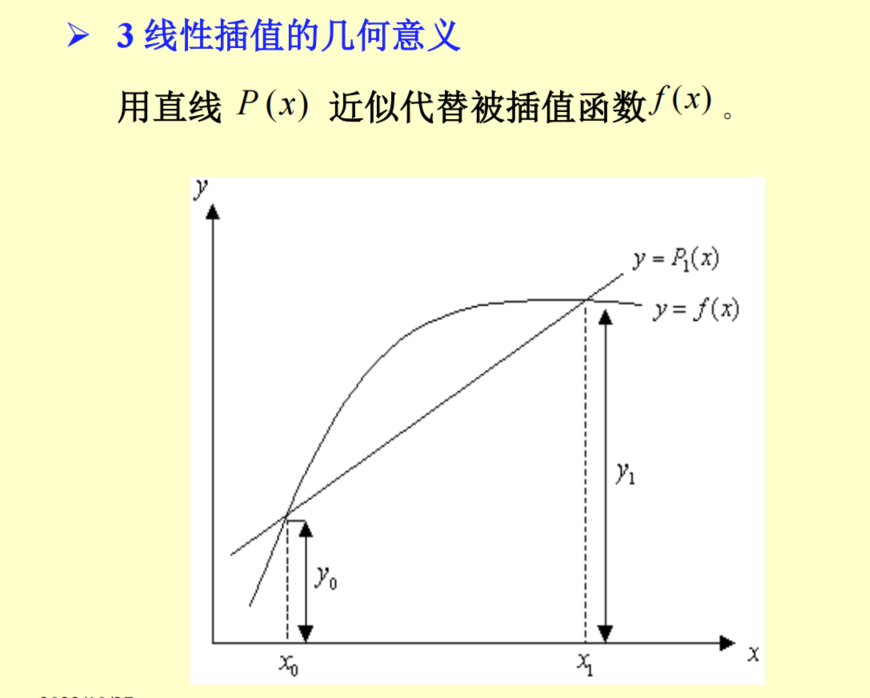 ➢ 3 线性插值的几何意义
用直线 P(x) 近似代替被插值函数f(x) 。
y
y = P₁(x)
y = f(x)
y₁
y₀
x
x₀
x₁